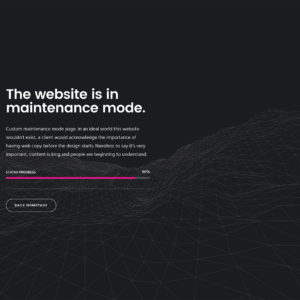 The website is in
maintenance mode.
Custom maintenance mode page. In an ideal world this website
wouldn't exist, a client would acknowledge the importance of
having web copy before the design starts. Needless to say it's very
important, content is king and people are beginning to understand
STATUS PROGRESS
90%
BACK HOMEPAGE